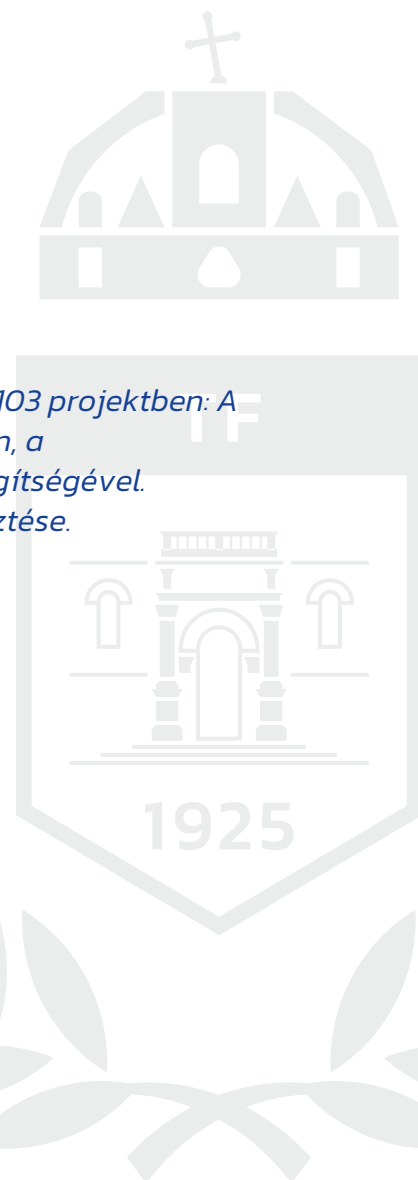 103 projektben: A
TF
n, a
gítségével.
ztése.
1925